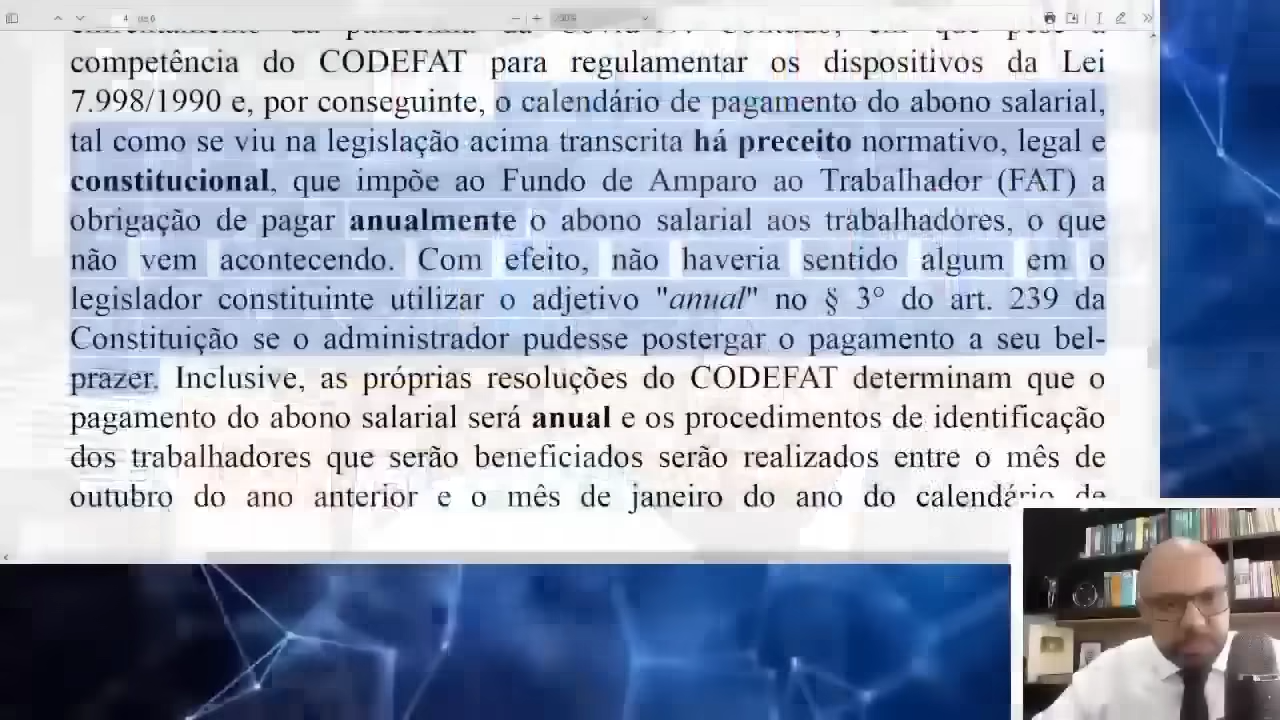 4 de 6
competência do CODEFAT para regulamentar os dispositivos da Lei
7.998/1990 e, por conseguinte, o calendário de pagamento do abono salarial,
tal como se viu na legislação acima transcrita há preceito normativo, legal e
constitucional, que impõe ao Fundo de Amparo ao Trabalhador (FAT) a
obrigação de pagar anualmente o abono salarial aos trabalhadores, o que
não vem acontecendo. Com efeito, não haveria sentido algum em o
legislador constituinte utilizar o adjetivo "anual" no § 3° do art. 239 da
Constituição se o administrador pudesse postergar o pagamento a seu bel-
prazer. Inclusive, as próprias resoluções do CODEFAT determinam que o
pagamento do abono salarial será anual e os procedimentos de identificação
dos trabalhadores que serão beneficiados serão realizados entre o mês de
outubro do ano anterior e o mês de janeiro do ano do calendário de